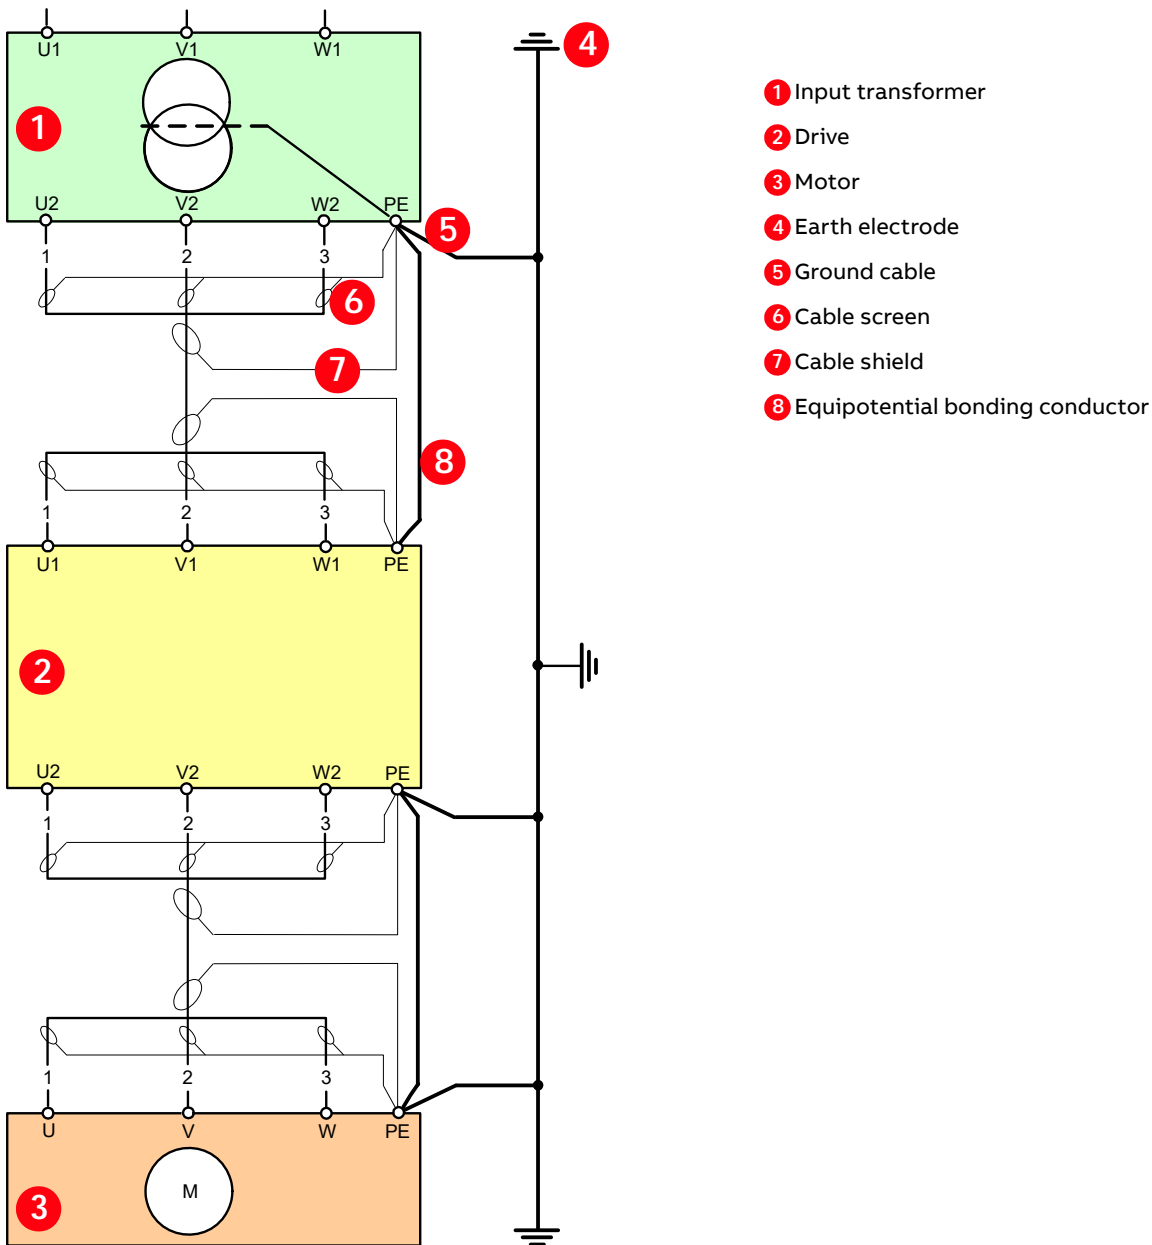 U1 V1 W1
4
1
U2 V2 W2 PE
5
1 2 3
6
7
8
1 2 3
U1 V1 W1 PE
2
U2 V2 W2 PE
1 2 3
1 2 3
U V W PE
M
3
1 Input transformer
2 Drive
3 Motor
4 Earth electrode
5 Ground cable
6 Cable screen
7 Cable shield
8 Equipotential bonding conductor